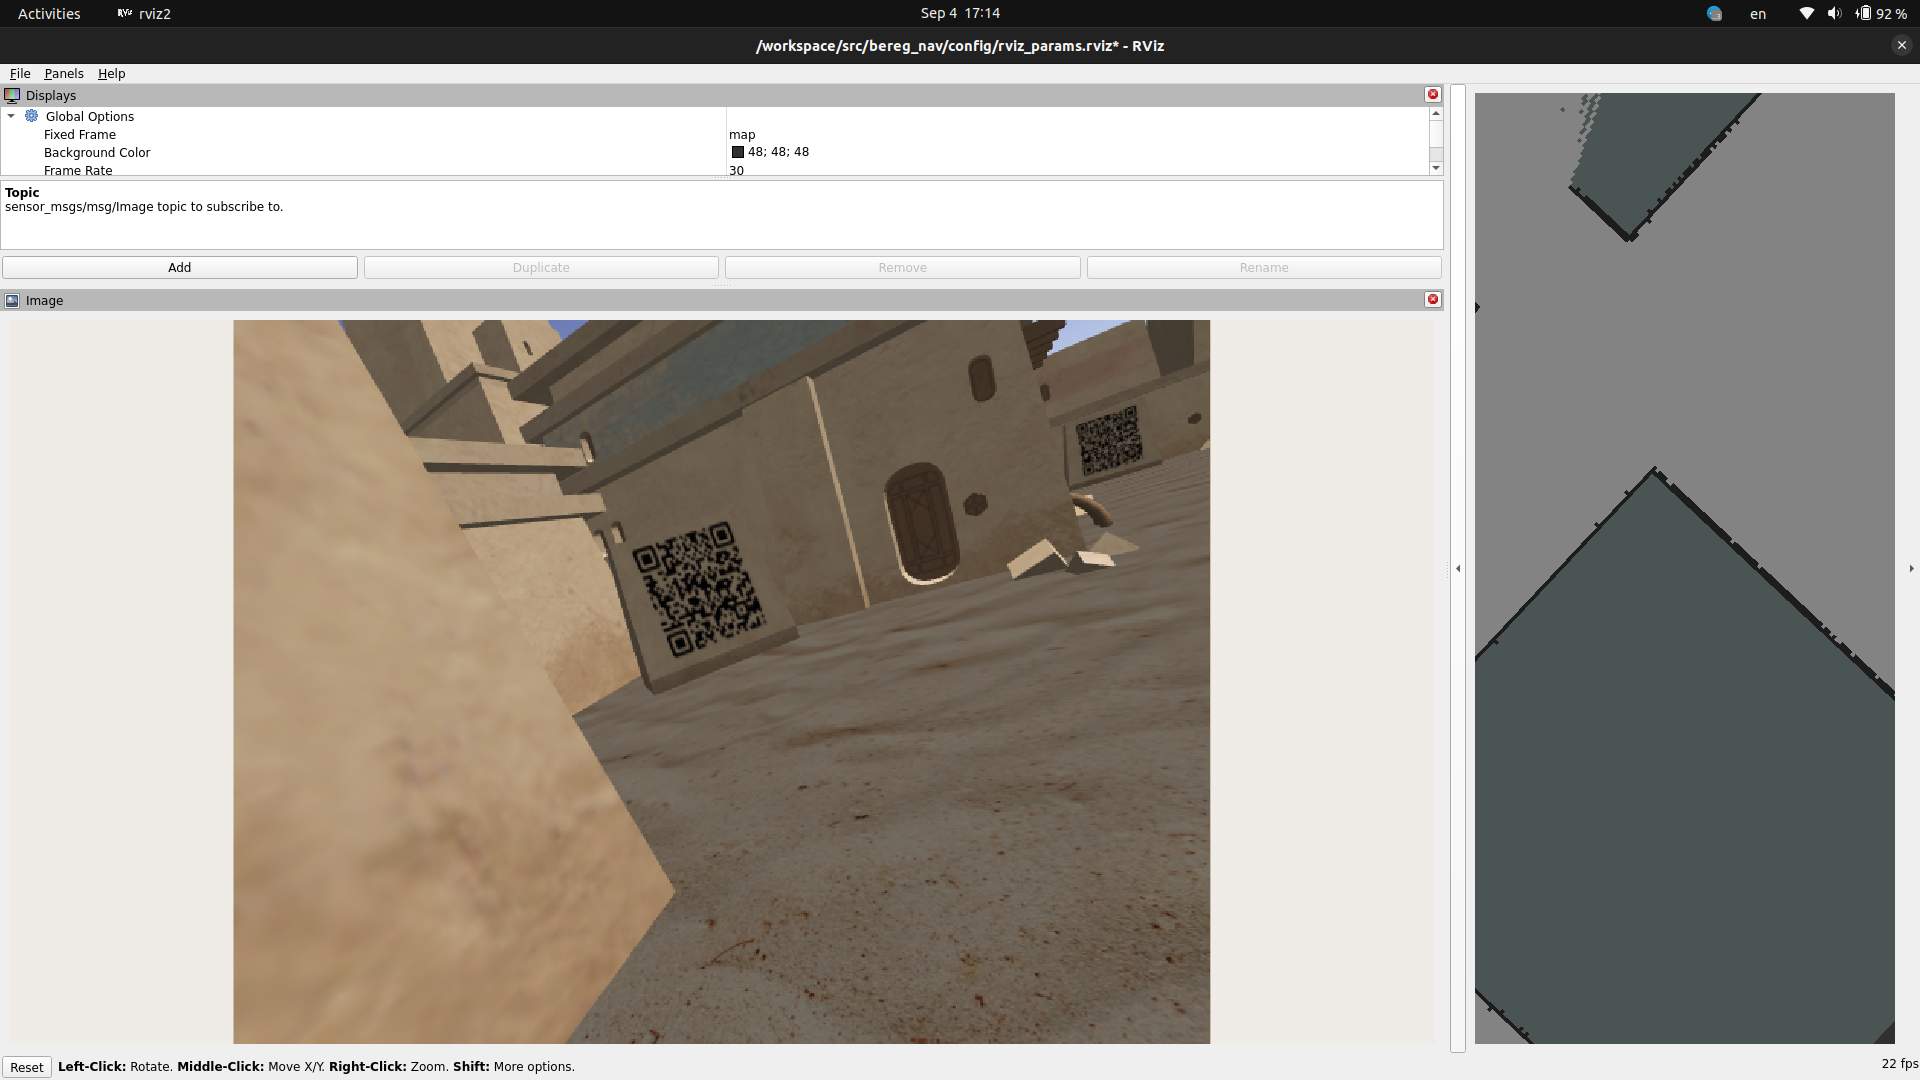 Activities
RViz rviz2
Sep 4 17:14
en
92 %
/workspace/src/bereg_nav/config/rviz_params.rviz* - RViz
File Panels Help
Displays
Global Options
Fixed Frame map
Background Color 48; 48; 48
Frame Rate 30
Topic
sensor_msgs/msg/Image topic to subscribe to.
Add Duplicate Remove Rename
Image
Reset Left-Click: Rotate. Middle-Click: Move X/Y. Right-Click: Zoom. Shift: More options.
22 fps